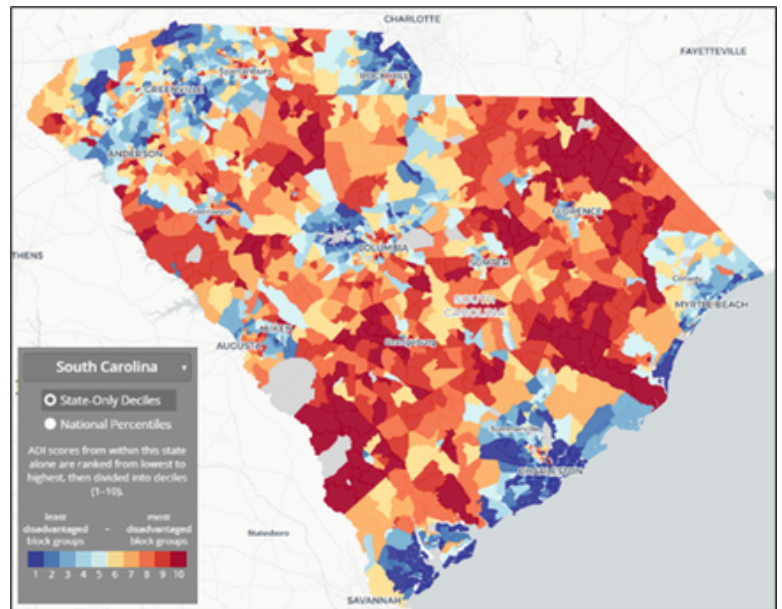 CHARLOTTE
FAYETTEVILLE
Spartanburg
GREENVILLE
ROCK HILL
ANDERSON
Greenwood
FLORENCE
COLUMBIA
SUMTER
THENS
Conway
SOUTH
CAROLINA
MYRTLE BEACH
AIKEN
AUGUSTA
Orangeburg
South Carolina
State-Only Deciles
National Percentiles
ADI scores from within this state
alone are ranked from lowest to
highest, then divided into deciles
(1–10).
least
disadvantaged
block groups
–
most
disadvantaged
block groups
1 2 3 4 5 6 7 8 9 10
Summerville
CHARLESTON
Statesboro
SAVANNAH